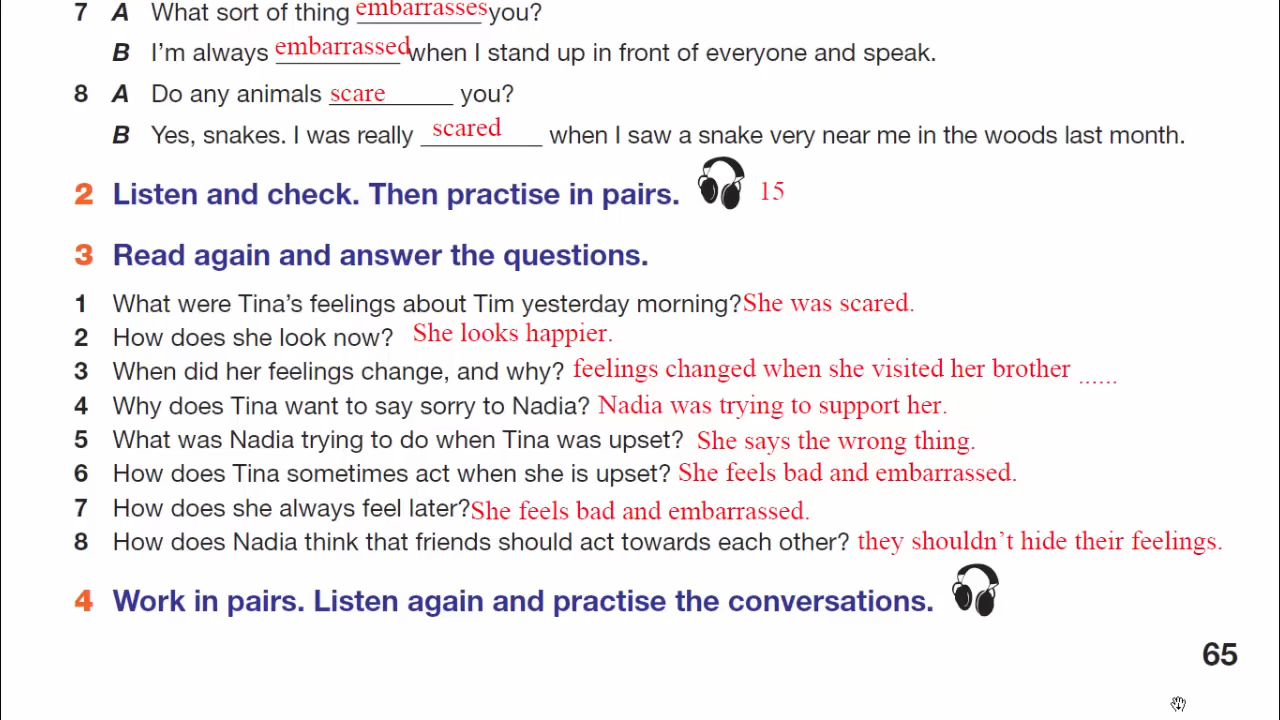 7 A What sort of thing embarrasses you?
B I'm always embarrassed when I stand up in front of everyone and speak.
8 A Do any animals scare you?
B Yes, snakes. I was really scared when I saw a snake very near me in the woods last month.
2 Listen and check. Then practise in pairs. 15
3 Read again and answer the questions.
1 What were Tina's feelings about Tim yesterday morning? She was scared.
2 How does she look now? She looks happier.
3 When did her feelings change, and why? feelings changed when she visited her brother ......
4 Why does Tina want to say sorry to Nadia? Nadia was trying to support her.
5 What was Nadia trying to do when Tina was upset? She says the wrong thing.
6 How does Tina sometimes act when she is upset? She feels bad and embarrassed.
7 How does she always feel later? She feels bad and embarrassed.
8 How does Nadia think that friends should act towards each other? they shouldn't hide their feelings.
4 Work in pairs. Listen again and practise the conversations.
65